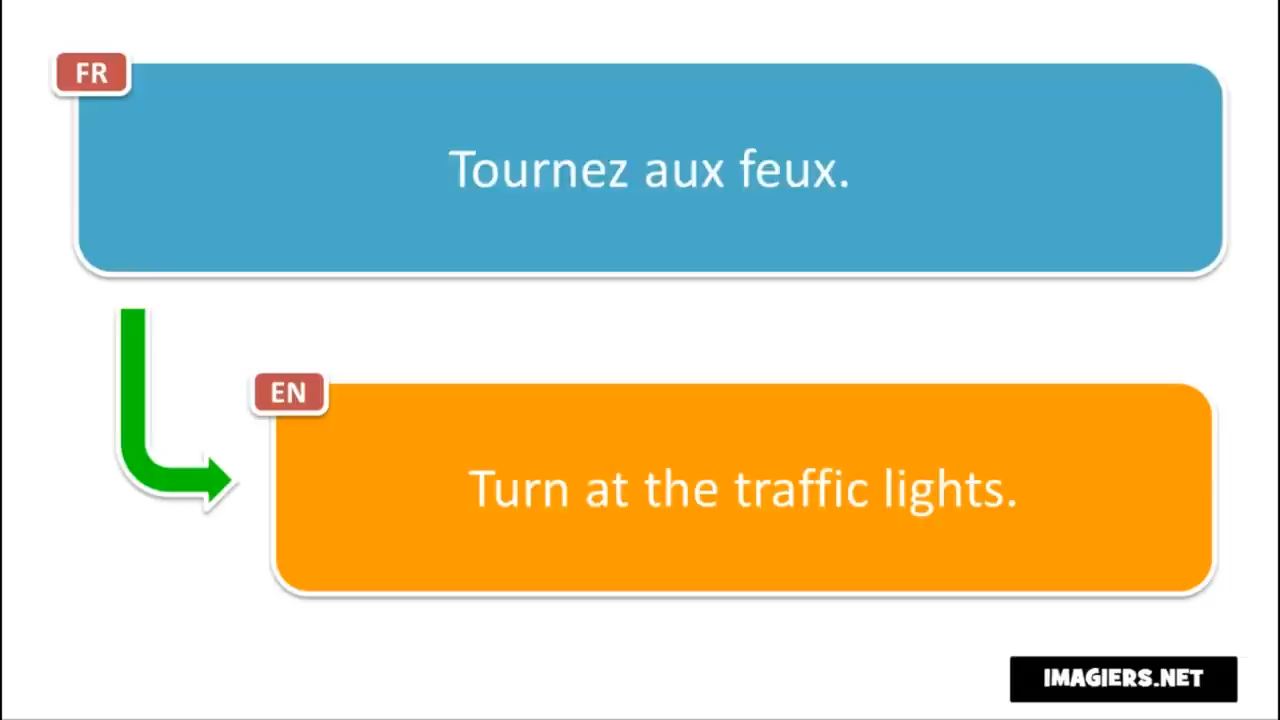 FR
Tournez aux feux.
EN
Turn at the traffic lights.
IMAGIERS.NET